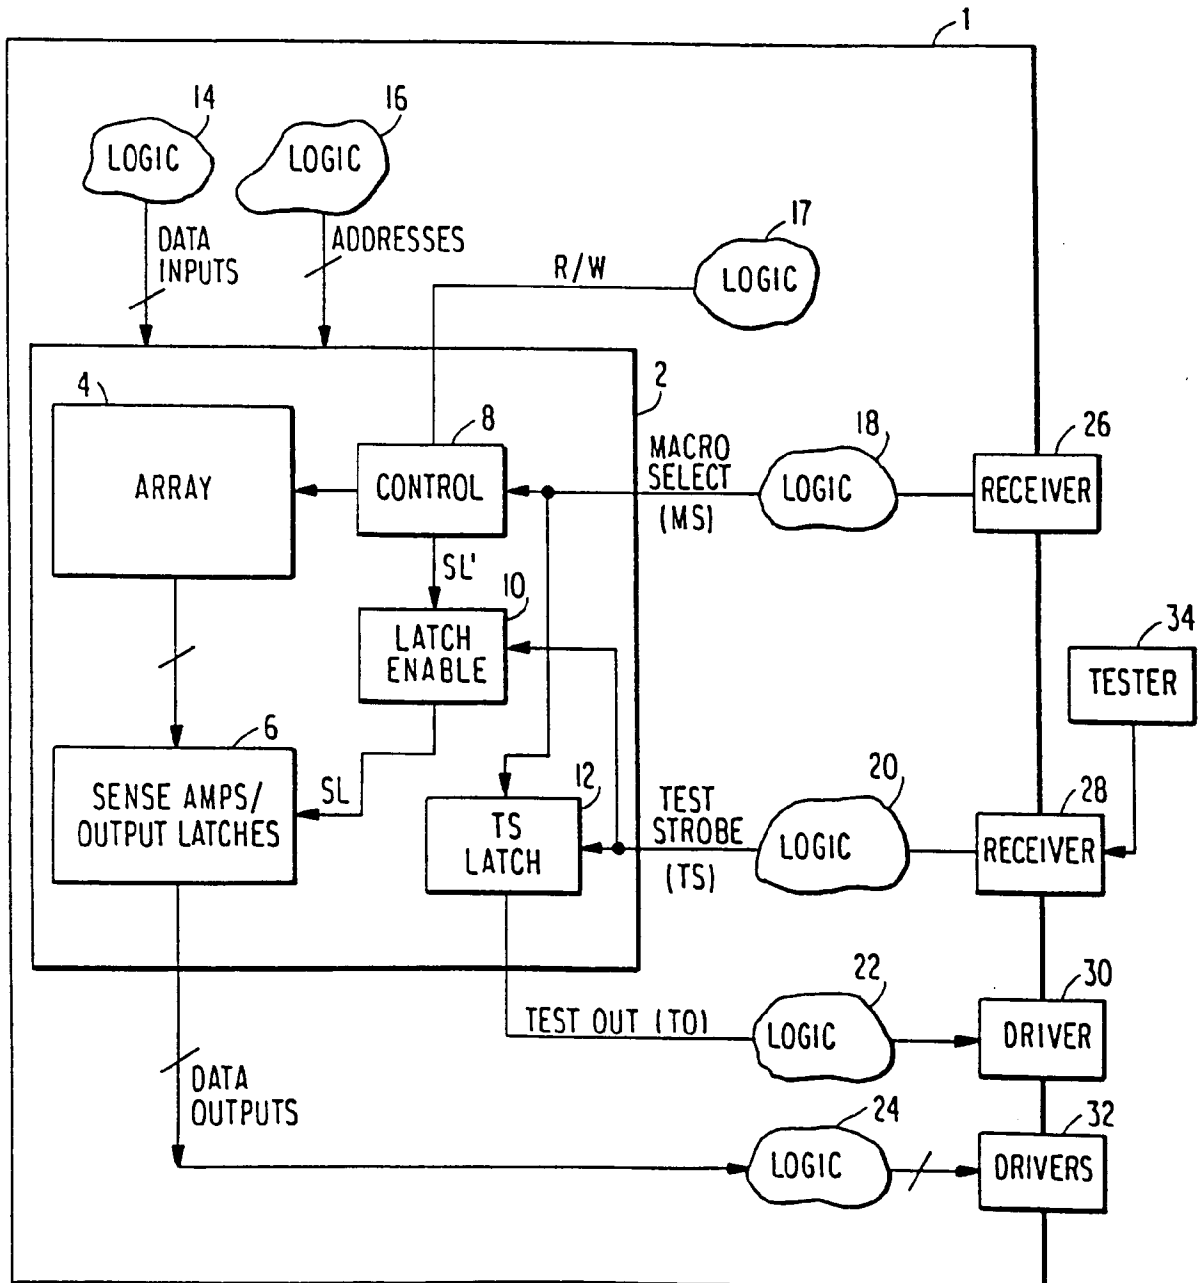 1
14
16
LOGIC
LOGIC
17
DATA
INPUTS
ADDRESSES
R/W
LOGIC
4
2
8
18
26
ARRAY
CONTROL
MACRO
SELECT
(MS)
LOGIC
RECEIVER
SL'
10
LATCH
ENABLE
34
TESTER
6
SENSE AMPS/
OUTPUT LATCHES
SL
12
TS
LATCH
TEST
STROBE
(TS)
20
LOGIC
28
RECEIVER
22
30
TEST OUT (TO)
LOGIC
DRIVER
DATA
OUTPUTS
24
32
LOGIC
DRIVERS